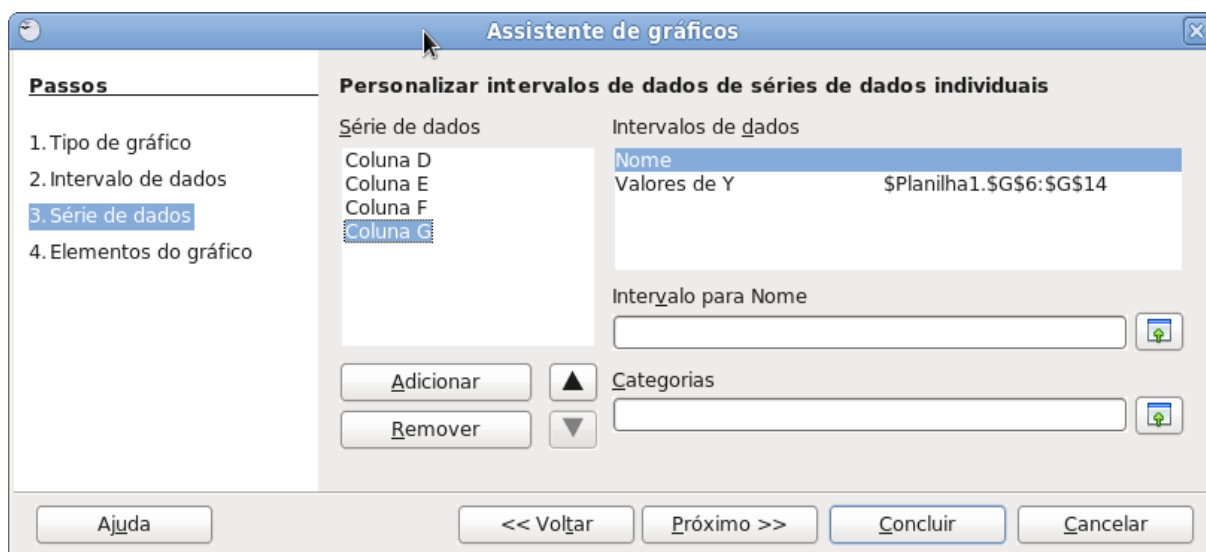 Assistente de gráficos
Passos
1. Tipo de gráfico
2. Intervalo de dados
3. Série de dados
4. Elementos do gráfico
Personalizar intervalos de dados de séries de dados individuais
Série de dados
Coluna D
Coluna E
Coluna F
Coluna G
Adicionar
Remover
Intervalos de dados
Nome
Valores de Y $Planilha1.$G$6:$G$14
Intervalo para Nome
Categorias
Ajuda << Voltar Próximo >> Concluir Cancelar